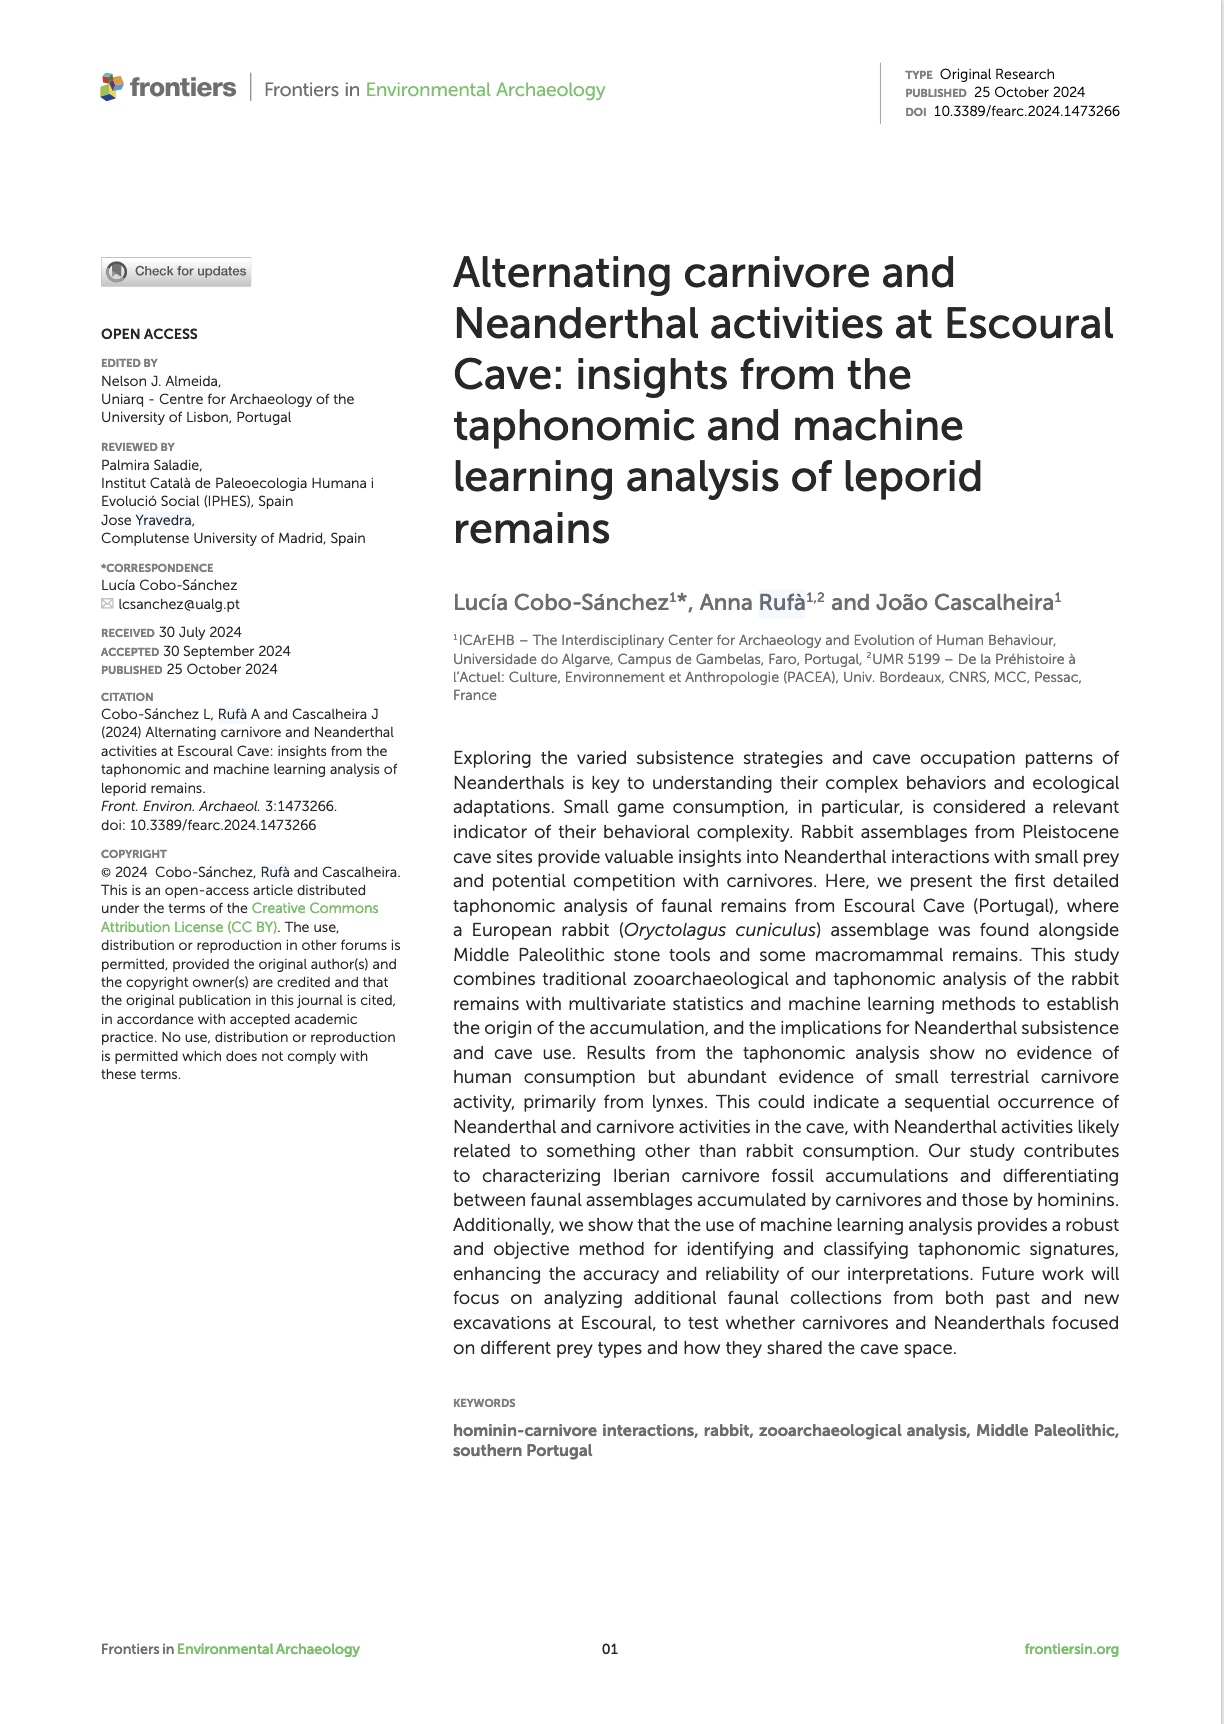 frontiers | Frontiers in Environmental Archaeology
TYPE Original Research
PUBLISHED 25 October 2024
DOI 10.3389/fearc.2024.1473266
Check for updates
OPEN ACCESS
EDITED BY
Nelson J. Almeida,
Uniarq - Centre for Archaeology of the
University of Lisbon, Portugal
REVIEWED BY
Palmira Saladie,
Institut Català de Paleoecologia Humana i
Evolució Social (IPHES), Spain
Jose Yravedra,
Complutense University of Madrid, Spain
*CORRESPONDENCE
Lucía Cobo-Sánchez
lcsanchez@ualg.pt
RECEIVED 30 July 2024
ACCEPTED 30 September 2024
PUBLISHED 25 October 2024
CITATION
Cobo-Sánchez L, Rufà A and Cascalheira J
(2024) Alternating carnivore and Neanderthal
activities at Escoural Cave: insights from the
taphonomic and machine learning analysis of
leporid remains.
Front. Environ. Archaeol. 3:1473266.
doi: 10.3389/fearc.2024.1473266
COPYRIGHT
© 2024 Cobo-Sánchez, Rufà and Cascalheira.
This is an open-access article distributed
under the terms of the Creative Commons
Attribution License (CC BY). The use,
distribution or reproduction in other forums is
permitted, provided the original author(s) and
the copyright owner(s) are credited and that
the original publication in this journal is cited,
in accordance with accepted academic
practice. No use, distribution or reproduction
is permitted which does not comply with
these terms.
Alternating carnivore and
Neanderthal activities at Escoural
Cave: insights from the
taphonomic and machine
learning analysis of leporid
remains
Lucía Cobo-Sánchez¹*, Anna Rufà¹,² and João Cascalheira¹
¹ICArEHB – The Interdisciplinary Center for Archaeology and Evolution of Human Behaviour,
Universidade do Algarve, Campus de Gambelas, Faro, Portugal, ²UMR 5199 – De la Préhistoire à
l’Actuel: Culture, Environnement et Anthropologie (PACEA), Univ. Bordeaux, CNRS, MCC, Pessac,
France
Exploring the varied subsistence strategies and cave occupation patterns of
Neanderthals is key to understanding their complex behaviors and ecological
adaptations. Small game consumption, in particular, is considered a relevant
indicator of their behavioral complexity. Rabbit assemblages from Pleistocene
cave sites provide valuable insights into Neanderthal interactions with small prey
and potential competition with carnivores. Here, we present the first detailed
taphonomic analysis of faunal remains from Escoural Cave (Portugal), where
a European rabbit (Oryctolagus cuniculus) assemblage was found alongside
Middle Paleolithic stone tools and some macromammal remains. This study
combines traditional zooarchaeological and taphonomic analysis of the rabbit
remains with multivariate statistics and machine learning methods to establish
the origin of the accumulation, and the implications for Neanderthal subsistence
and cave use. Results from the taphonomic analysis show no evidence of
human consumption but abundant evidence of small terrestrial carnivore
activity, primarily from lynxes. This could indicate a sequential occurrence of
Neanderthal and carnivore activities in the cave, with Neanderthal activities likely
related to something other than rabbit consumption. Our study contributes
to characterizing Iberian carnivore fossil accumulations and differentiating
between faunal assemblages accumulated by carnivores and those by hominins.
Additionally, we show that the use of machine learning analysis provides a robust
and objective method for identifying and classifying taphonomic signatures,
enhancing the accuracy and reliability of our interpretations. Future work will
focus on analyzing additional faunal collections from both past and new
excavations at Escoural, to test whether carnivores and Neanderthals focused
on different prey types and how they shared the cave space.
KEYWORDS
hominin-carnivore interactions, rabbit, zooarchaeological analysis, Middle Paleolithic,
southern Portugal
Frontiers in Environmental Archaeology
01
frontiersin.org